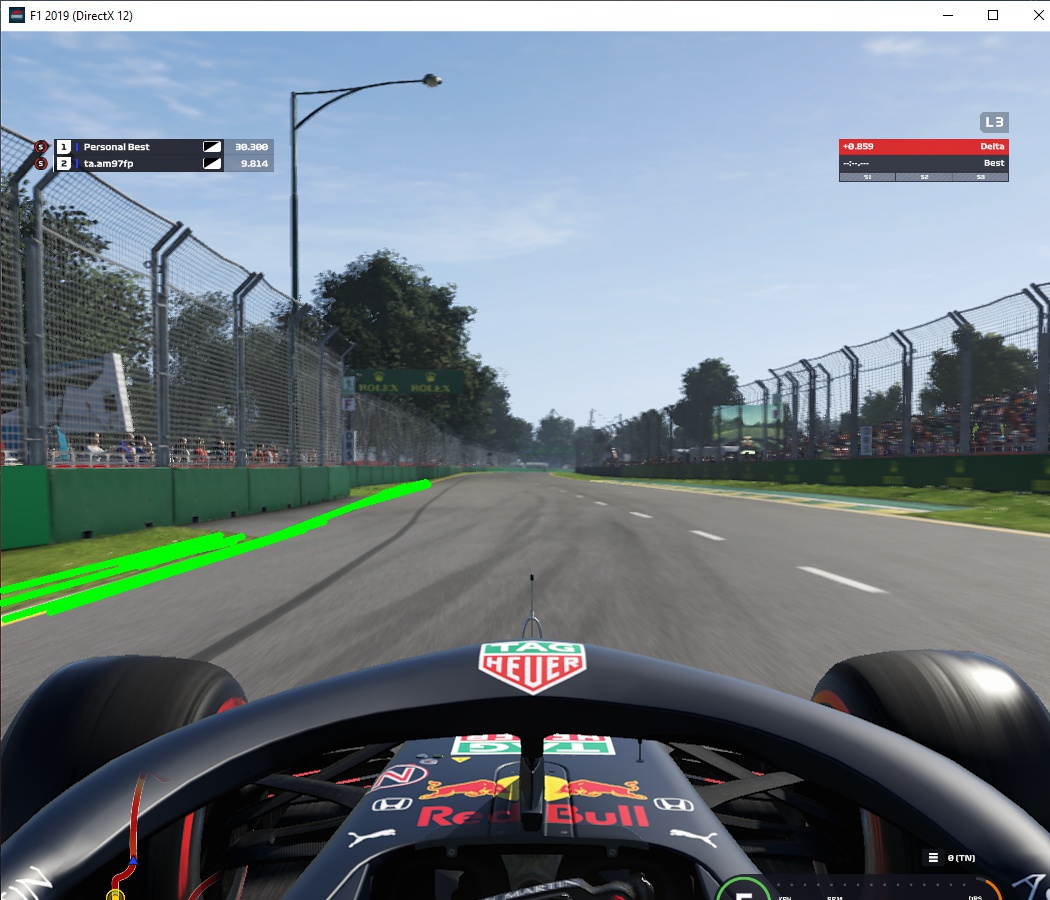 F1 2019 (DirectX 12)
L3
S 1 Personal Best 30.300
S 2 ta.am97fp 9.814
+0.859 Delta
--:--.--- Best
S1 S2 S3
ROLEX ROLEX
TAG
HEUER
TAG
Red Bull
0 (TN)